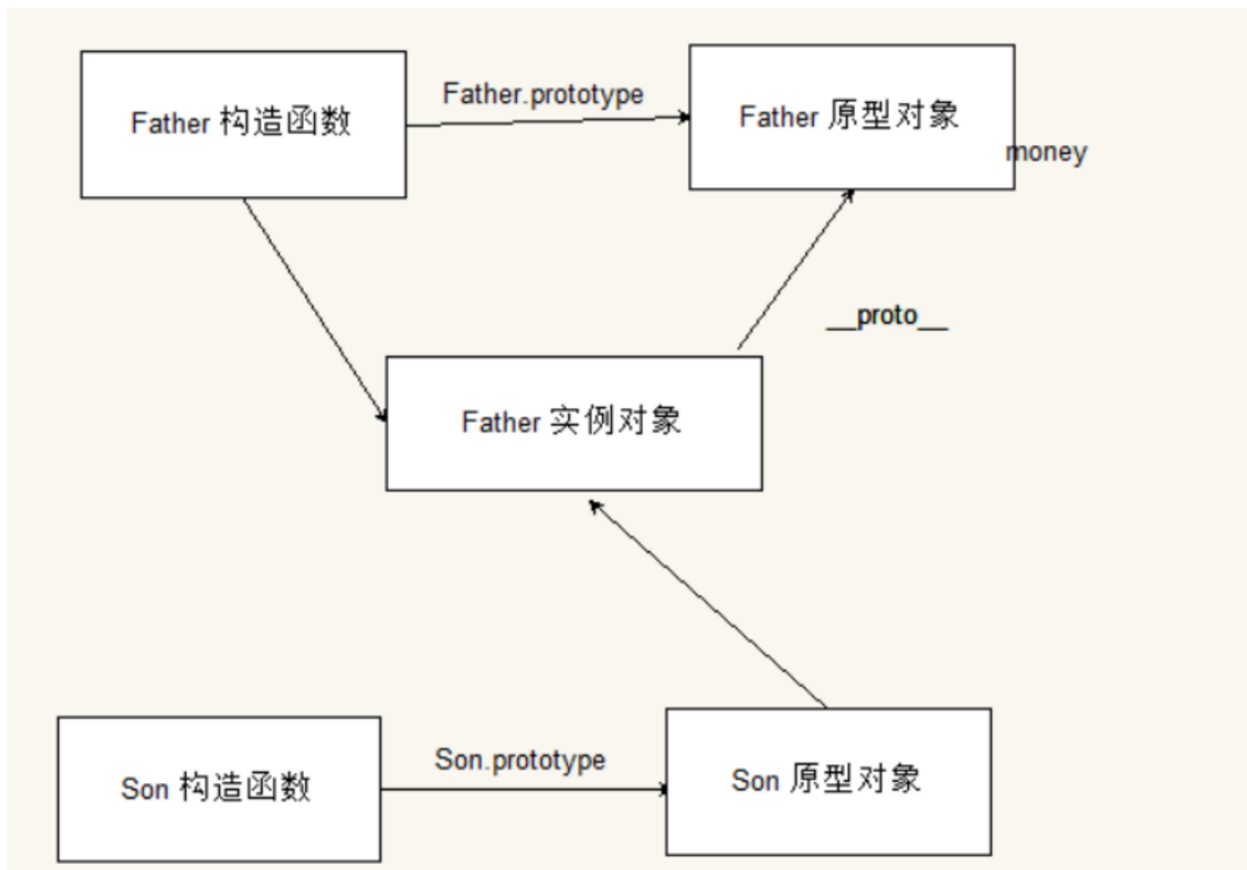 Father 构造函数
Father.prototype
Father 原型对象
money
__proto__
Father 实例对象
Son 构造函数
Son.prototype
Son 原型对象